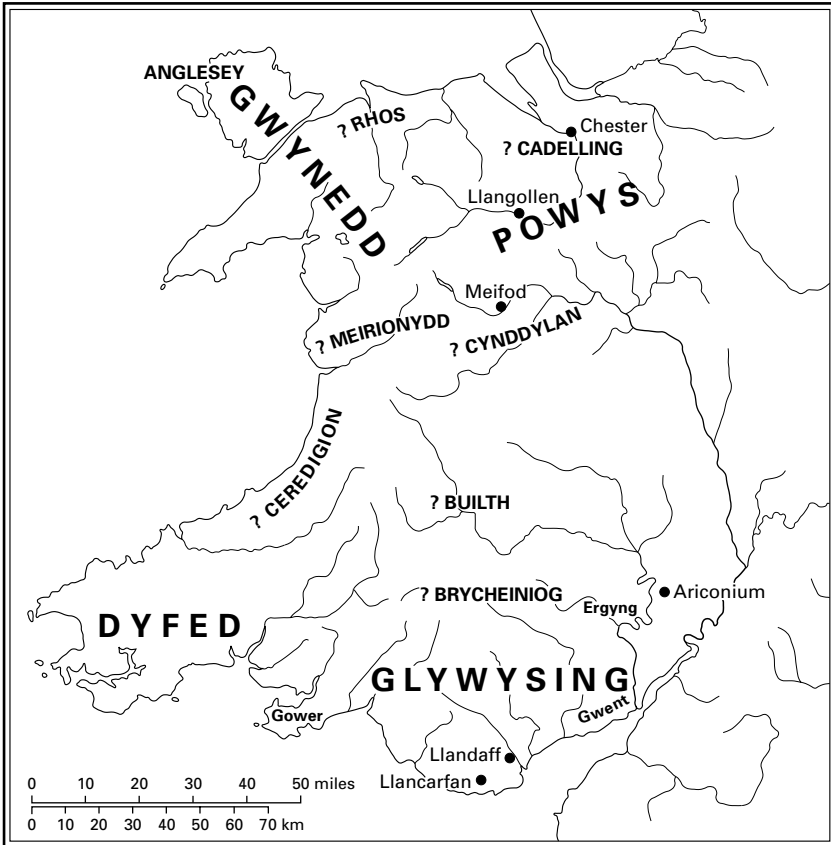 ANGLESEY
GWYNEDD
? RHOS
Chester
? CADELLING
Llangollen
POWYS
Meifod
? MEIRIONYDD
? CYNDDYLAN
? CEREDIGION
? BUILTH
Ariconium
? BRYCHEINIOG
Ergyng
DYFED
GLYWYSING
Gwent
Gower
Llandaff
Llancarfan
0 10 20 30 40 50 miles
0 10 20 30 40 50 60 70 km